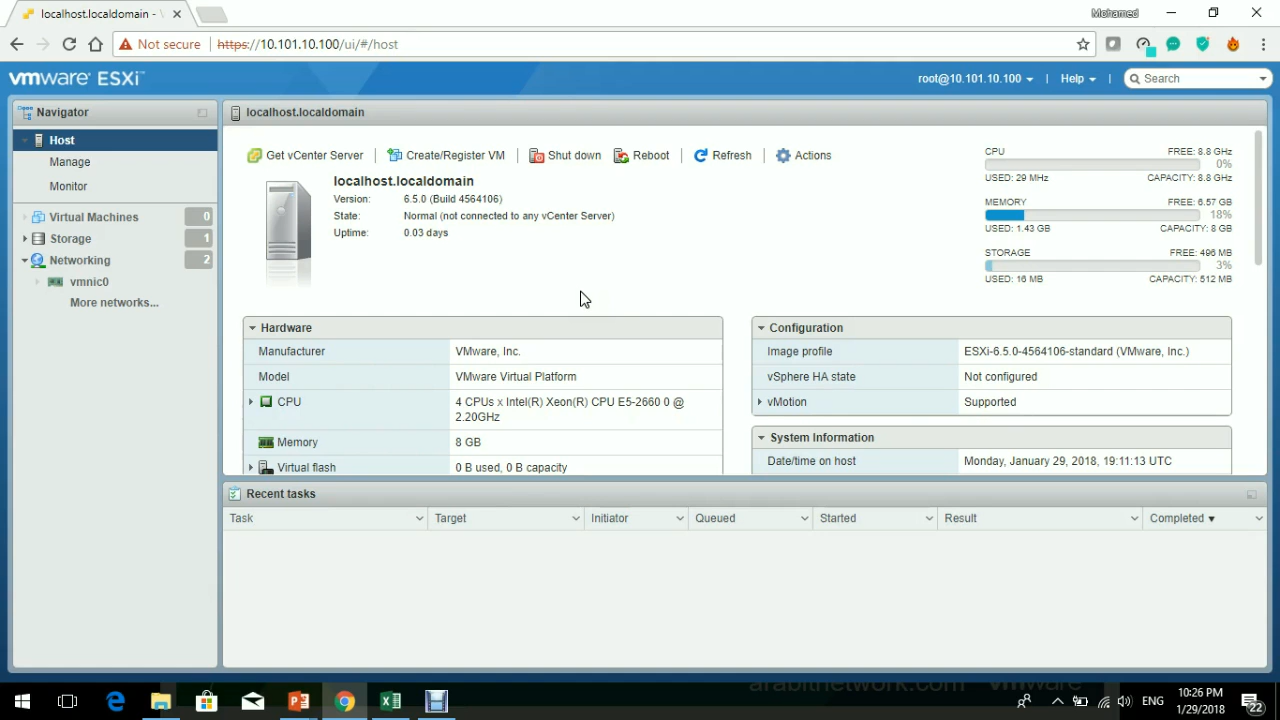 localhost.localdomain -
Mohamed
Not secure
https://10.101.10.100/ui/#/host
vmware ESXi™
root@10.101.10.100
Help
Search
Navigator
Host
Manage
Monitor
Virtual Machines 0
Storage 1
Networking 2
vmnic0
More networks...
localhost.localdomain
Get vCenter Server
Create/Register VM
Shut down
Reboot
Refresh
Actions
localhost.localdomain
Version: 6.5.0 (Build 4564106)
State: Normal (not connected to any vCenter Server)
Uptime: 0.03 days
CPU FREE: 8.8 GHz
0%
USED: 29 MHz CAPACITY: 8.8 GHz
MEMORY FREE: 6.57 GB
18%
USED: 1.43 GB CAPACITY: 8 GB
STORAGE FREE: 496 MB
3%
USED: 16 MB CAPACITY: 512 MB
Hardware
Manufacturer VMware, Inc.
Model VMware Virtual Platform
CPU 4 CPUs x Intel(R) Xeon(R) CPU E5-2660 0 @
2.20GHz
Memory 8 GB
Virtual flash 0 B used, 0 B capacity
Configuration
Image profile ESXi-6.5.0-4564106-standard (VMware, Inc.)
vSphere HA state Not configured
vMotion Supported
System Information
Date/time on host Monday, January 29, 2018, 19:11:13 UTC
Recent tasks
Task Target Initiator Queued Started Result Completed
arabitnetwork.com vmware
ENG
10:26 PM
1/29/2018
22